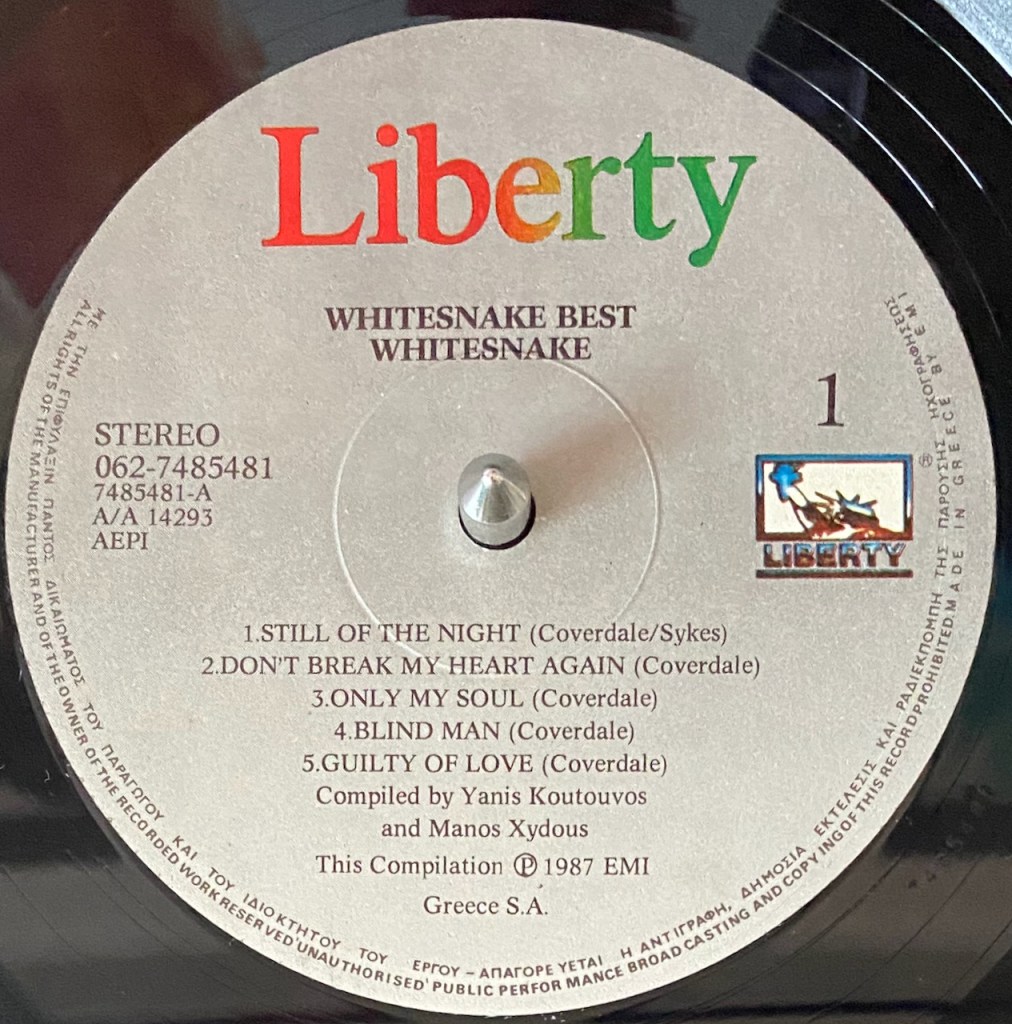 Liberty
WHITESNAKE BEST
WHITESNAKE
1
STEREO
062-7485481
7485481-A
A/A 14293
AEPI
®
LIBERTY
1.STILL OF THE NIGHT (Coverdale/Sykes)
2.DON'T BREAK MY HEART AGAIN (Coverdale)
3.ONLY MY SOUL (Coverdale)
4.BLIND MAN (Coverdale)
5.GUILTY OF LOVE (Coverdale)
Compiled by Yanis Koutouvos
and Manos Xydous
This Compilation ℗ 1987 EMI
Greece S.A.
ΜΕ ΤΗΝ ΕΠΙΦΥΛΑΞΙΝ ΠΑΝΤΟΣ ΔΙΚΑΙΩΜΑΤΟΣ ΤΟΥ ΠΑΡΑΓΩΓΟΥ ΚΑΙ ΤΟΥ ΙΔΙΟΚΤΗΤΟΥ ΤΟΥ ΕΡΓΟΥ – ΑΠΑΓΟΡΕΥΕΤΑΙ Η ΑΝΤΙΓΡΑΦΗ, ΔΗΜΟΣΙΑ ΕΚΤΕΛΕΣΙΣ ΚΑΙ ΡΑΔΙΕΚΠΟΜΠΗ ΤΗΣ ΠΑΡΟΥΣΗΣ ΗΧΟΓΡΑΦΗΣΕΩΣ
ALL RIGHTS OF THE MANUFACTURER AND OF THE OWNER OF THE RECORDED WORK RESERVED' UNAUTHORISED' PUBLIC PERFORMANCE BROADCASTING AND COPYING OF THIS RECORD PROHIBITED. MADE IN GREECE BY EMI